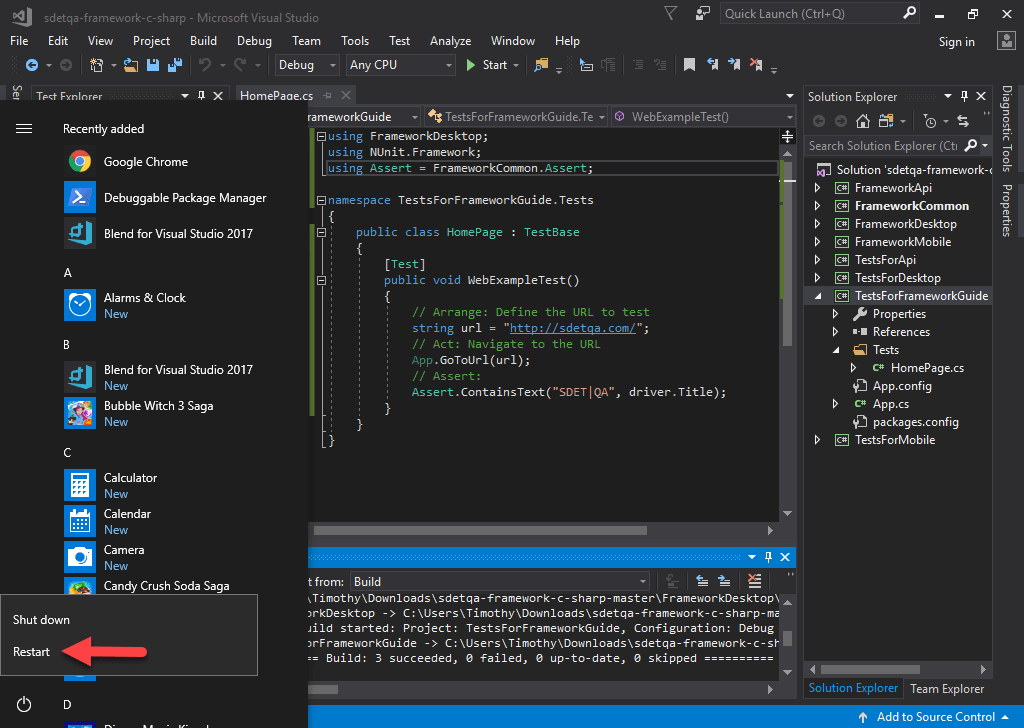 sdetqa-framework-c-sharp - Microsoft Visual Studio
Quick Launch (Ctrl+Q)
File Edit View Project Build Debug Team Tools Test Analyze Window Help
Sign in
Debug Any CPU Start
Ser
Test Explorer
HomePage.cs
rameworkGuide
TestsForFrameworkGuide.Te
WebExampleTest()
using FrameworkDesktop;
using NUnit.Framework;
using Assert = FrameworkCommon.Assert;
namespace TestsForFrameworkGuide.Tests
{
public class HomePage : TestBase
{
[Test]
public void WebExampleTest()
{
// Arrange: Define the URL to test
string url = "http://sdetqa.com/";
// Act: Navigate to the URL
App.GoToUrl(url);
// Assert:
Assert.ContainsText("SDET|QA", driver.Title);
}
}
}
Recently added
Google Chrome
Debuggable Package Manager
Blend for Visual Studio 2017
A
Alarms & Clock
New
B
Blend for Visual Studio 2017
New
Bubble Witch 3 Saga
New
C
Calculator
New
Calendar
New
Camera
New
Candy Crush Soda Saga
Shut down
Restart
D
t from: Build
\Timothy\Downloads\sdetqa-framework-c-sharp-master\FrameworkDesktop\
orkDesktop -> C:\Users\Timothy\Downloads\sdetqa-framework-c-sharp-ma
uild started: Project: TestsForFrameworkGuide, Configuration: Debug
orFrameworkGuide -> C:\Users\Timothy\Downloads\sdetqa-framework-c-sh
== Build: 3 succeeded, 0 failed, 0 up-to-date, 0 skipped ==========
Solution Explorer
Search Solution Explorer (Ctr
Solution 'sdetqa-framework-c
FrameworkApi
FrameworkCommon
FrameworkDesktop
FrameworkMobile
TestsForApi
TestsForDesktop
TestsForFrameworkGuide
Properties
References
Tests
HomePage.cs
App.config
App.cs
packages.config
TestsForMobile
Solution Explorer Team Explorer
Diagnostic Tools
Properties
Add to Source Control